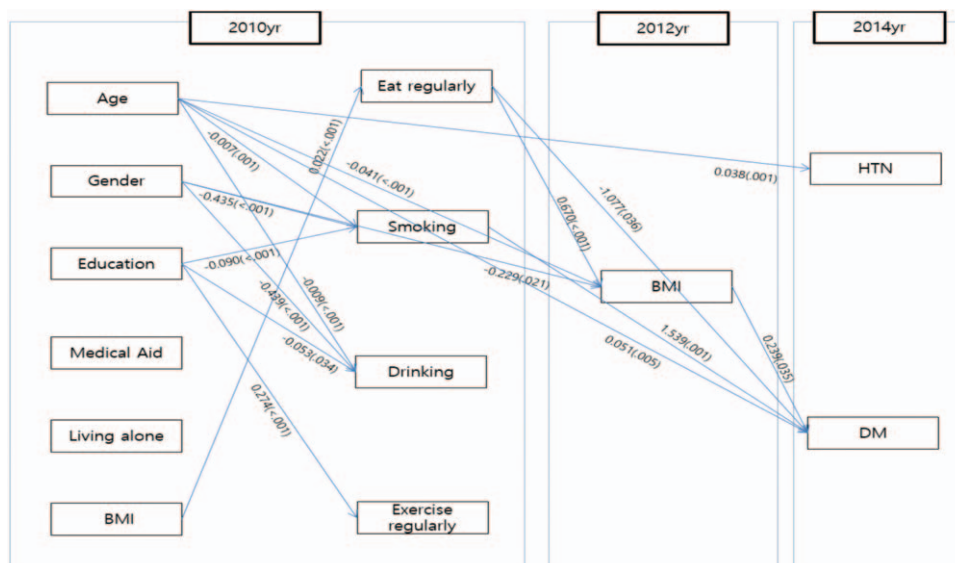 2010yr
2012yr
2014yr
Age
Gender
Education
Medical Aid
Living alone
BMI
Eat regularly
Smoking
Drinking
Exercise
regularly
BMI
HTN
DM
-0.007(.001)
0.022(<.001)
-0.041(<.001)
0.038(.001)
-0.435(<.001)
0.670(<.001)
-1.077(.036)
-0.090(<.001)
-0.229(.021)
-0.439(<.001)
-0.009(<.001)
-0.053(.034)
1.539(.001)
0.051(.005)
0.239(.035)
0.274(<.001)